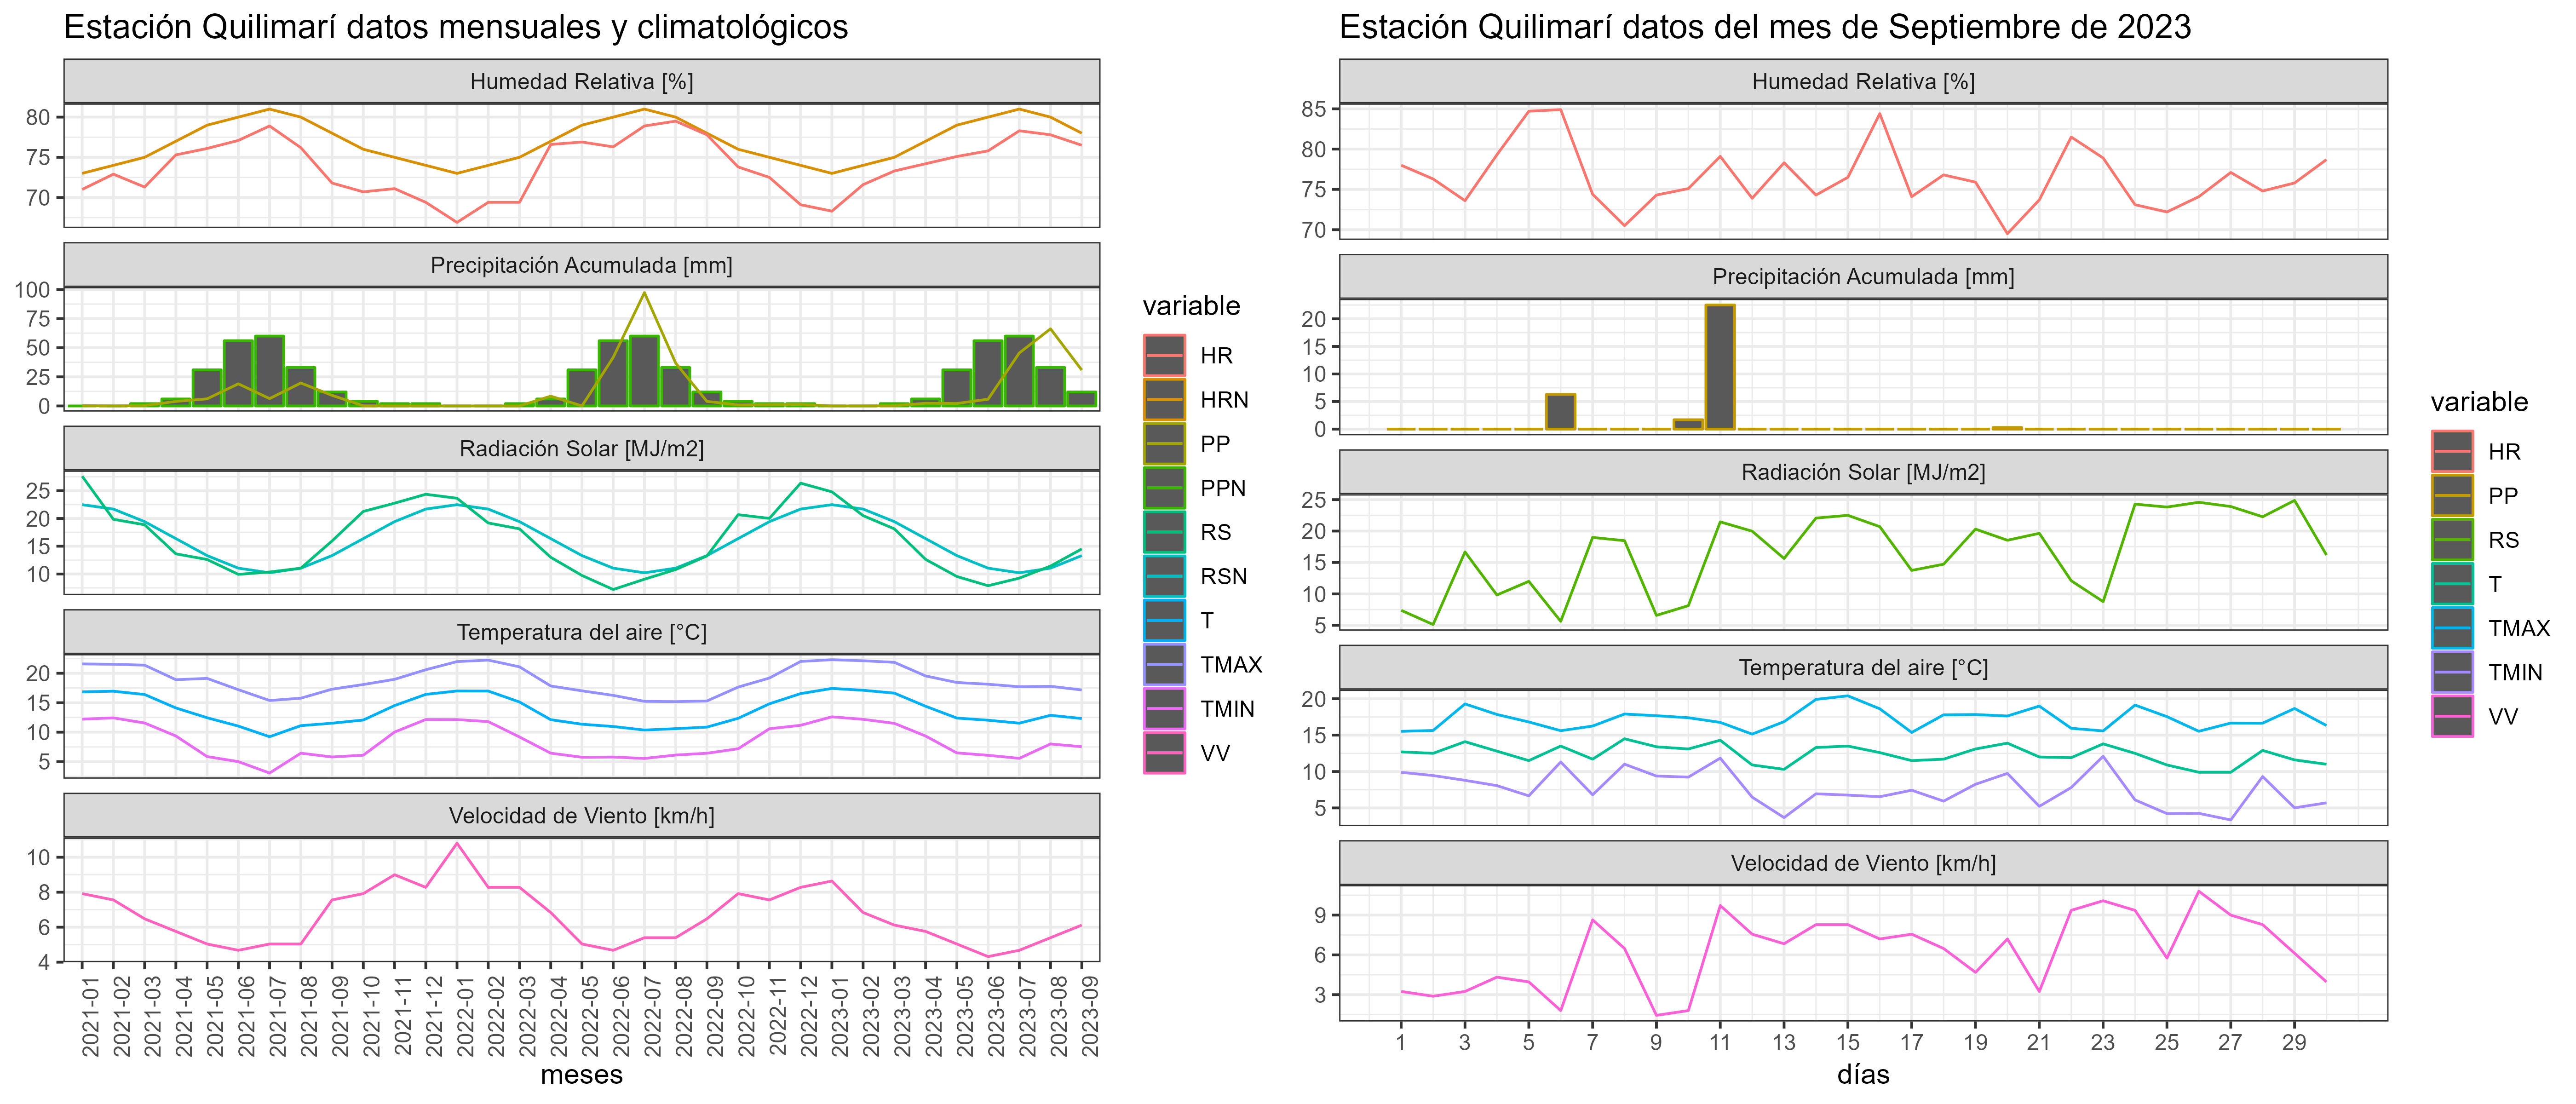 Estación Quilimarí datos mensuales y climatológicos
Humedad Relativa [%]
80
75
70
Precipitación Acumulada [mm]
100
75
50
25
0
Radiación Solar [MJ/m2]
25
20
15
10
Temperatura del aire [°C]
20
15
10
5
Velocidad de Viento [km/h]
10
8
6
4
2021-01
2021-02
2021-03
2021-04
2021-05
2021-06
2021-07
2021-08
2021-09
2021-10
2021-11
2021-12
2022-01
2022-02
2022-03
2022-04
2022-05
2022-06
2022-07
2022-08
2022-09
2022-10
2022-11
2022-12
2023-01
2023-02
2023-03
2023-04
2023-05
2023-06
2023-07
2023-08
2023-09
meses
variable
HR
HRN
PP
PPN
RS
RSN
T
TMAX
TMIN
VV
Estación Quilimarí datos del mes de Septiembre de 2023
Humedad Relativa [%]
85
80
75
70
Precipitación Acumulada [mm]
20
15
10
5
0
Radiación Solar [MJ/m2]
25
20
15
10
5
Temperatura del aire [°C]
20
15
10
5
Velocidad de Viento [km/h]
9
6
3
1 3 5 7 9 11 13 15 17 19 21 23 25 27 29
días
variable
HR
PP
RS
T
TMAX
TMIN
VV